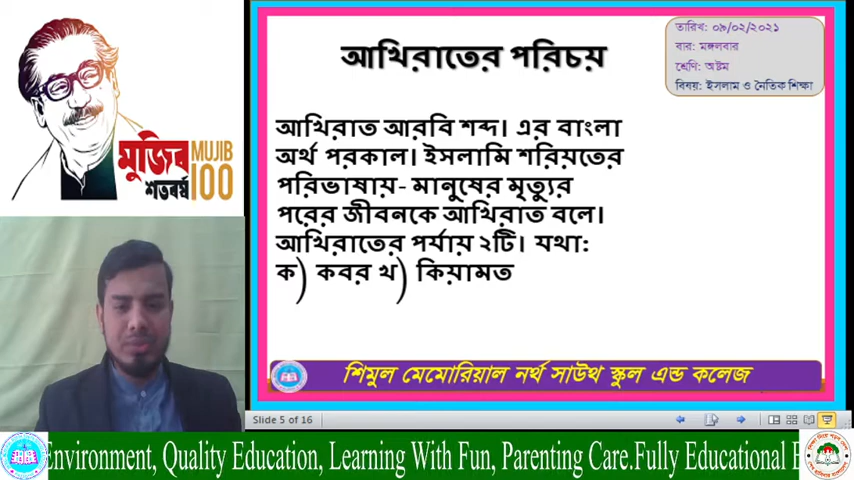 আখিরাতের পরিচয়
তারিখ: ০৯/০২/২০২১
বার: মঙ্গলবার
শ্রেণি: অষ্টম
বিষয়: ইসলাম ও নৈতিক শিক্ষা
আখিরাত আরবি শব্দ। এর বাংলা
অর্থ পরকাল। ইসলামি শরিয়তের
পরিভাষায়- মানুষের মৃত্যুর
পরের জীবনকে আখিরাত বলে।
আখিরাতের পর্যায় ২টি। যথা:
ক) কবর খ) কিয়ামত
মুজিব
শতবর্ষ
MUJIB
100
শিমুল মেমোরিয়াল নর্থ সাউথ স্কুল এন্ড কলেজ
Slide 5 of 16
Environment, Quality Education, Learning With Fun, Parenting Care.Fully Educational